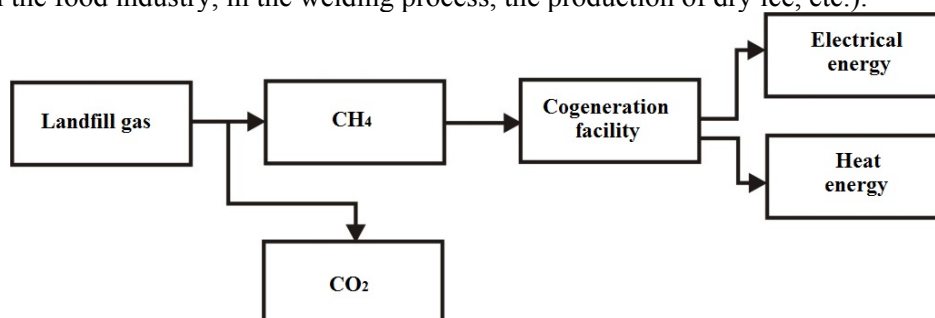 the food industry, in the welding process, the production of dry ice, etc.).
Landfill gas
CH₄
Cogeneration
facility
Electrical
energy
Heat
energy
CO₂